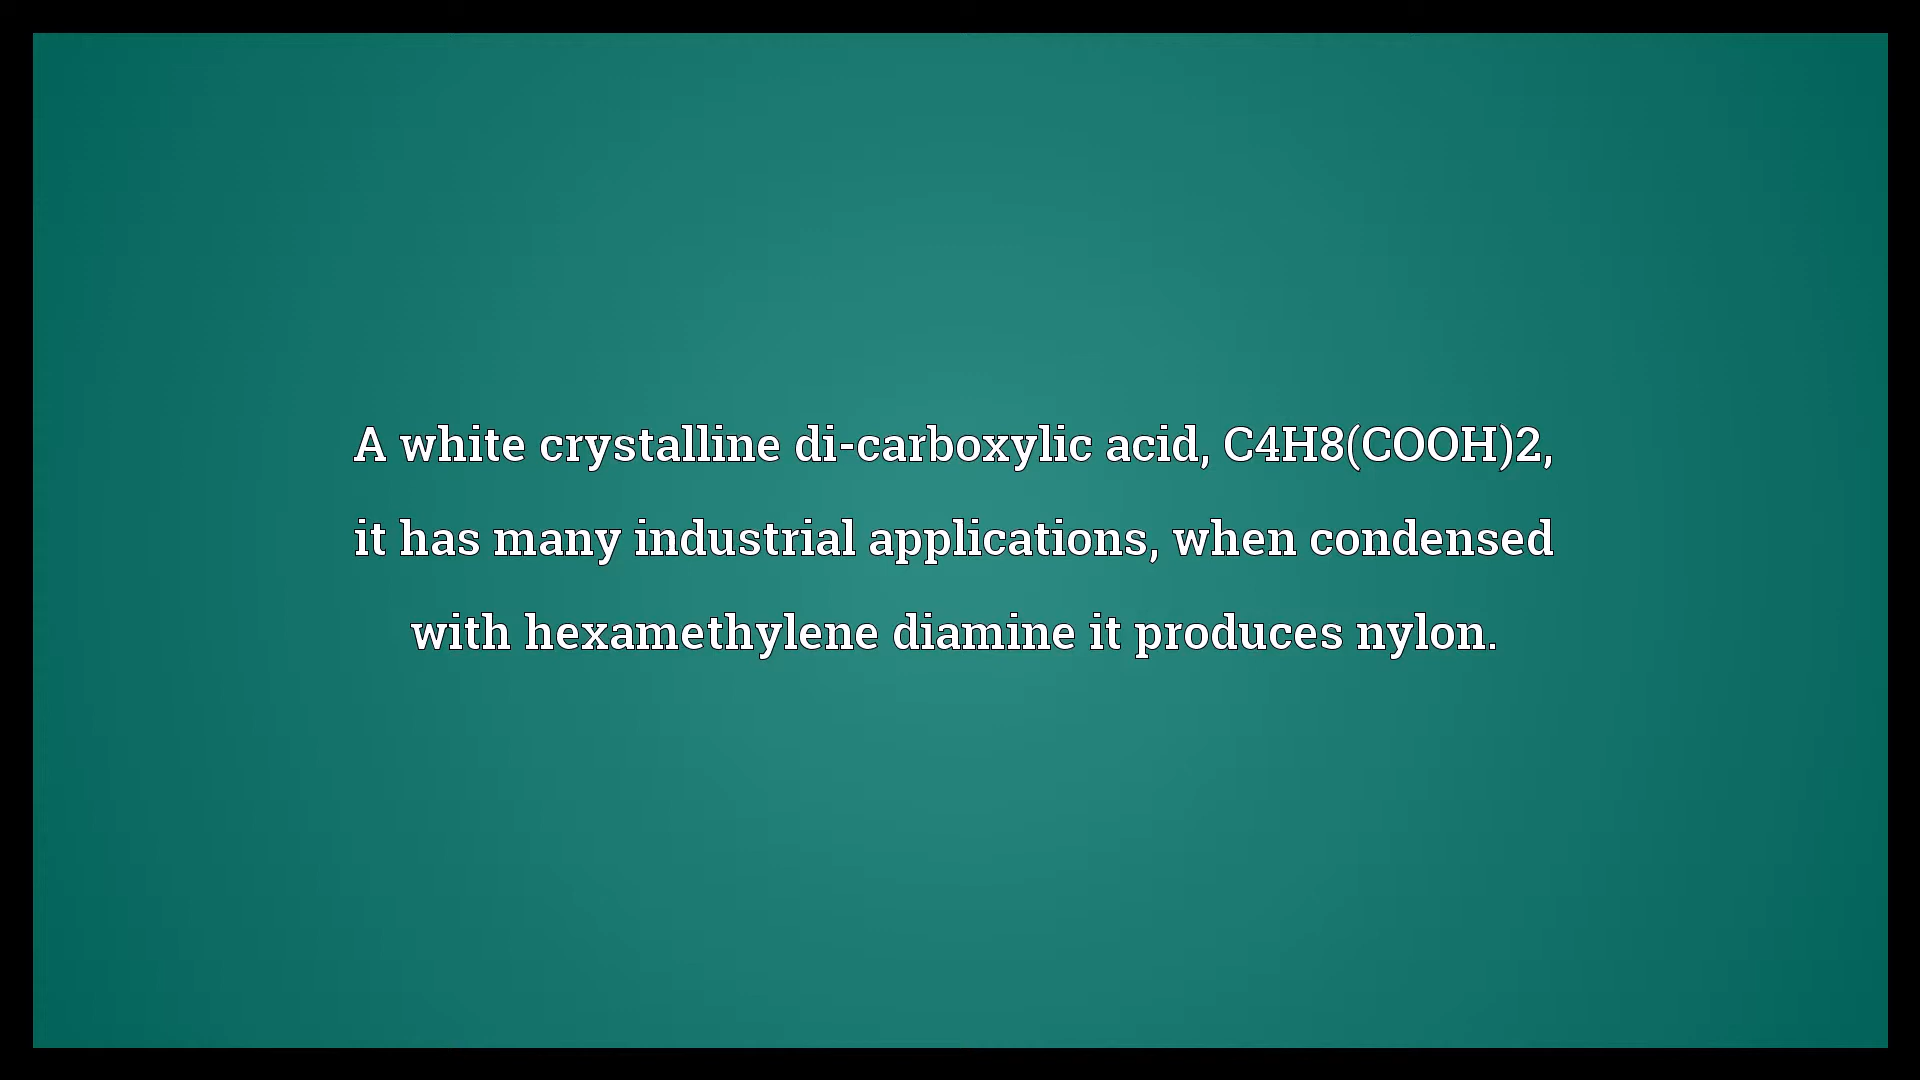 A white crystalline di-carboxylic acid, C4H8(COOH)2,
it has many industrial applications, when condensed
with hexamethylene diamine it produces nylon.